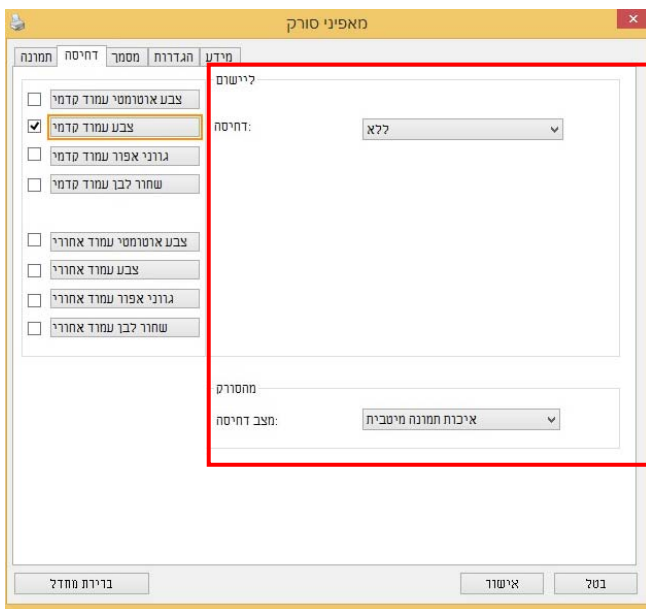 מאפיני סורק
תמונה
דחיסה
מסמך
הגדרות
מידע
צבע אוטומטי עמוד קדמי
צבע עמוד קדמי
גווני אפור עמוד קדמי
שחור לבן עמוד קדמי
צבע אוטומטי עמוד אחורי
צבע עמוד אחורי
גווני אפור עמוד אחורי
שחור לבן עמוד אחורי
ליישום
דחיסה:
ללא
מהסורק
מצב דחיסה:
איכות תמונה מיטבית
ברירת מחדל
אישור
בטל